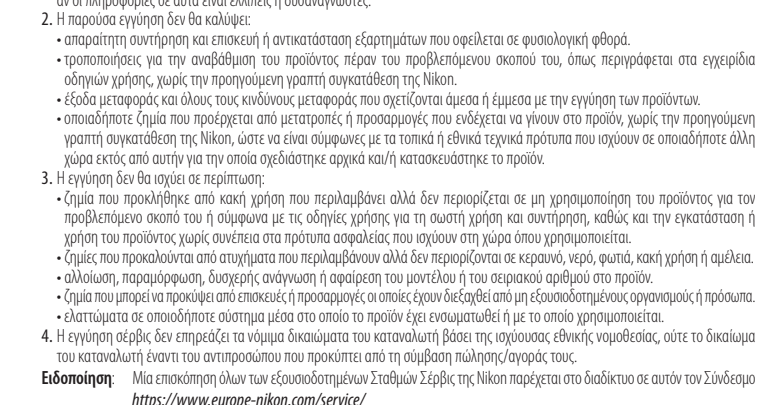 αν οι πληροφορίες σε αυτά είναι ελλιπείς ή δυσανάγνωστες.
2. Η παρούσα εγγύηση δεν θα καλύψει:
• απαραίτητη συντήρηση και επισκευή ή αντικατάσταση εξαρτημάτων που οφείλεται σε φυσιολογική φθορά.
• τροποποιήσεις για την αναβάθμιση του προϊόντος πέραν του προβλεπόμενου σκοπού του, όπως περιγράφεται στα εγχειρίδια
οδηγιών χρήσης, χωρίς την προηγούμενη γραπτή συγκατάθεση της Nikon.
• έξοδα μεταφοράς και όλους τους κινδύνους μεταφοράς που σχετίζονται άμεσα ή έμμεσα με την εγγύηση των προϊόντων.
• οποιαδήποτε ζημία που προέρχεται από μετατροπές ή προσαρμογές που ενδέχεται να γίνουν στο προϊόν, χωρίς την προηγούμενη
γραπτή συγκατάθεση της Nikon, ώστε να είναι σύμφωνες με τα τοπικά ή εθνικά τεχνικά πρότυπα που ισχύουν σε οποιαδήποτε άλλη
χώρα εκτός από αυτήν για την οποία σχεδιάστηκε αρχικά και/ή κατασκευάστηκε το προϊόν.
3. Η εγγύηση δεν θα ισχύει σε περίπτωση:
• ζημία που προκλήθηκε από κακή χρήση που περιλαμβάνει αλλά δεν περιορίζεται σε μη χρησιμοποίηση του προϊόντος για τον
προβλεπόμενο σκοπό του ή σύμφωνα με τις οδηγίες χρήσης για τη σωστή χρήση και συντήρηση, καθώς και την εγκατάσταση ή
χρήση του προϊόντος χωρίς συνέπεια στα πρότυπα ασφαλείας που ισχύουν στη χώρα όπου χρησιμοποιείται.
• ζημίες που προκαλούνται από ατυχήματα που περιλαμβάνουν αλλά δεν περιορίζονται σε κεραυνό, νερό, φωτιά, κακή χρήση ή αμέλεια.
• αλλοίωση, παραμόρφωση, δυσχερής ανάγνωση ή αφαίρεση του μοντέλου ή του σειριακού αριθμού στο προϊόν.
• ζημία που μπορεί να προκύψει από επισκευές ή προσαρμογές οι οποίες έχουν διεξαχθεί από μη εξουσιοδοτημένους οργανισμούς ή πρόσωπα.
• ελαττώματα σε οποιοδήποτε σύστημα μέσα στο οποίο το προϊόν έχει ενσωματωθεί ή με το οποίο χρησιμοποιείται.
4. Η εγγύηση σέρβις δεν επηρεάζει τα νόμιμα δικαιώματα του καταναλωτή βάσει της ισχύουσας εθνικής νομοθεσίας, ούτε το δικαίωμα
του καταναλωτή έναντι του αντιπροσώπου που προκύπτει από τη σύμβαση πώλησης/αγοράς τους.
Ειδοποίηση: Μία επισκόπηση όλων των εξουσιοδοτημένων Σταθμών Σέρβις της Nikon παρέχεται στο διαδίκτυο σε αυτόν τον Σύνδεσμο
https://www.europe-nikon.com/service/